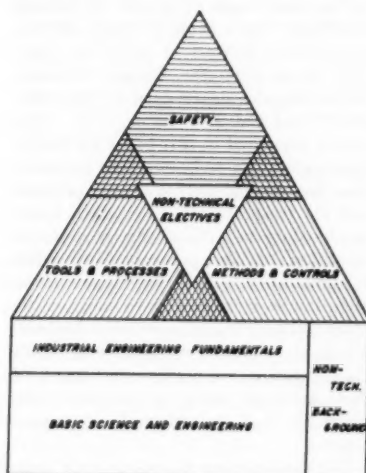 SAFETY
NON-TECHNICAL
ELECTIVES
TOOLS & PROCESSES
METHODS & CONTROLS
INDUSTRIAL ENGINEERING FUNDAMENTALS
BASIC SCIENCE AND ENGINEERING
NON-
TECH.
BACK-
GROUND